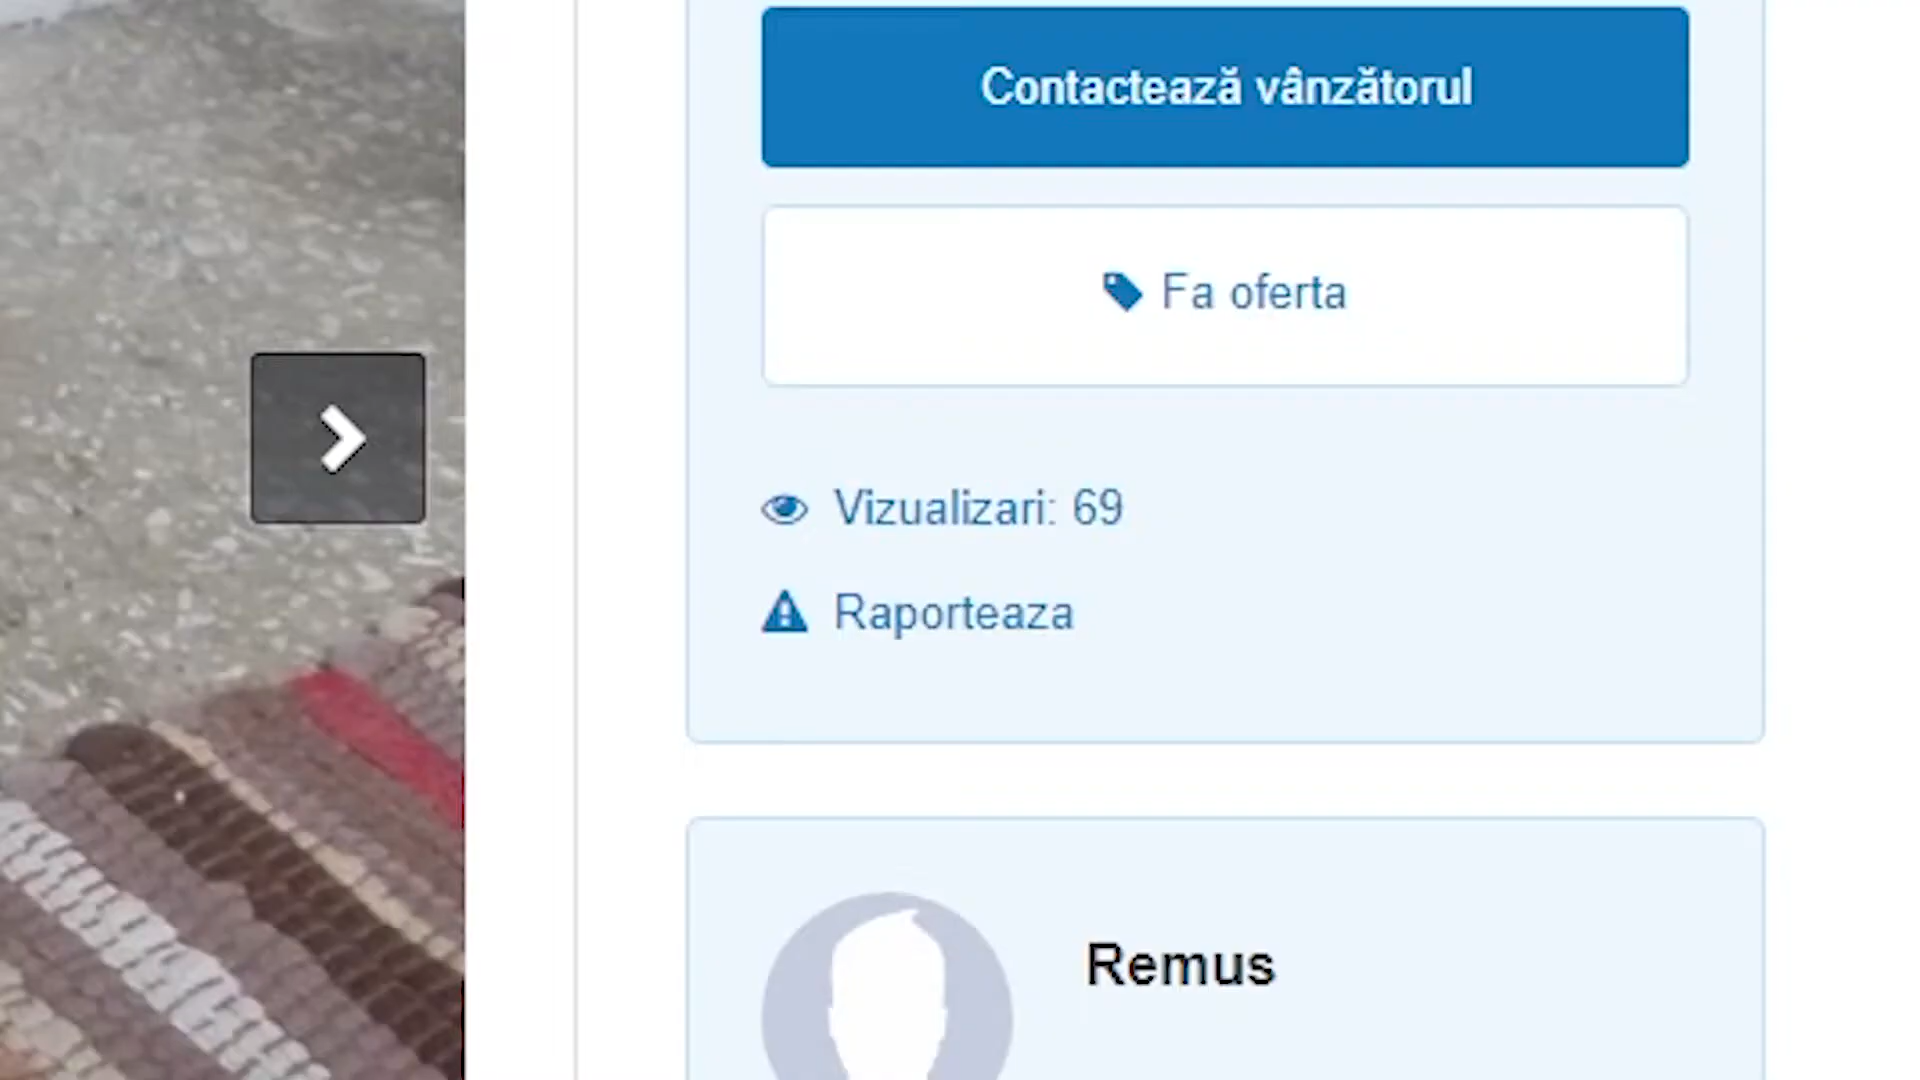 Contactează vânzătorul
Fa oferta
Vizualizari: 69
Raporteaza
Remus